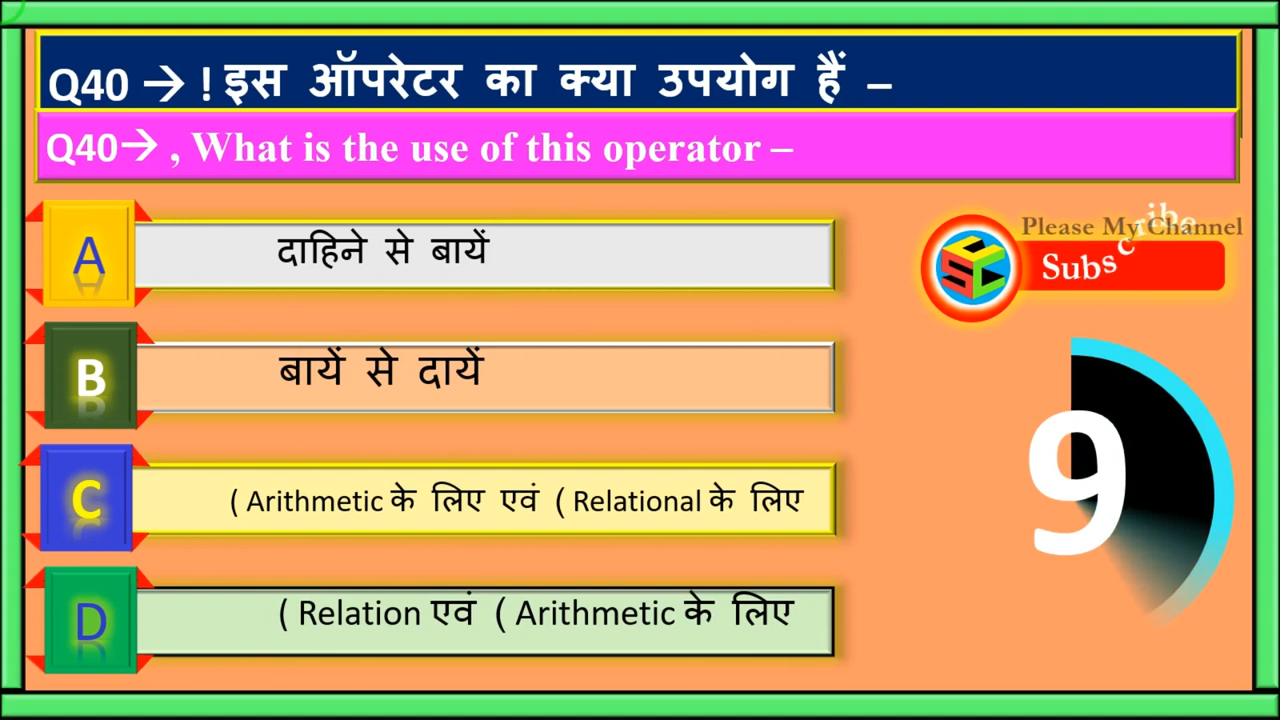 Q40 → ! इस ऑपरेटर का क्या उपयोग हैं –
Q40→ , What is the use of this operator –
A दाहिने से बायें
B बायें से दायें
C ( Arithmetic के लिए एवं ( Relational के लिए
D ( Relation एवं ( Arithmetic के लिए
Please My Channel
Subscribe
9